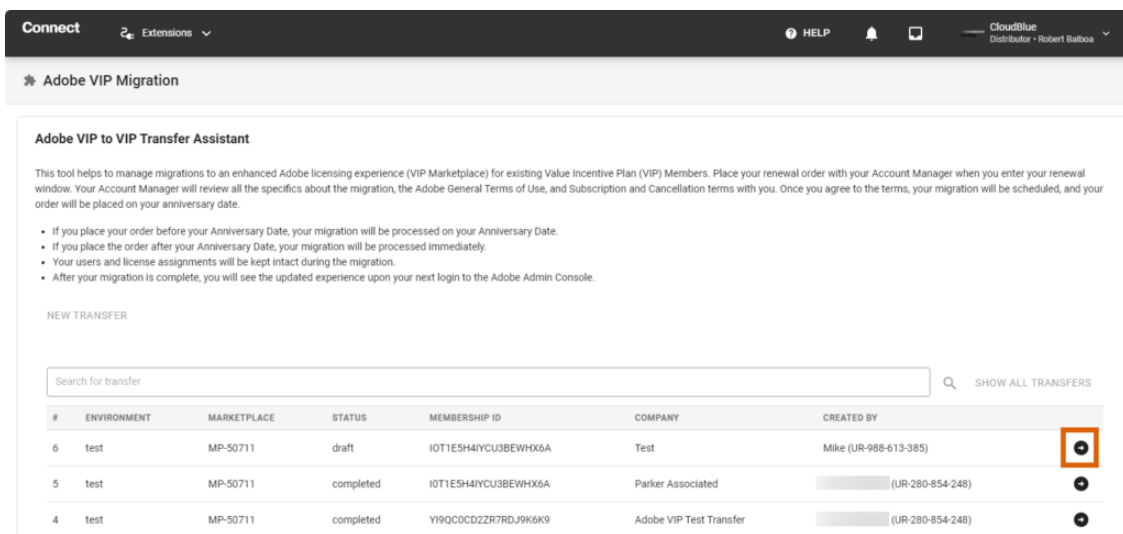 Connect Extensions HELP CloudBlue
Distributor • Robert Balboa
Adobe VIP Migration
Adobe VIP to VIP Transfer Assistant
This tool helps to manage migrations to an enhanced Adobe licensing experience (VIP Marketplace) for existing Value Incentive Plan (VIP) Members. Place your renewal order with your Account Manager when you enter your renewal
window. Your Account Manager will review all the specifics about the migration, the Adobe General Terms of Use, and Subscription and Cancellation terms with you. Once you agree to the terms, your migration will be scheduled, and your
order will be placed on your anniversary date.
• If you place your order before your Anniversary Date, your migration will be processed on your Anniversary Date.
• If you place the order after your Anniversary Date, your migration will be processed immediately.
• Your users and license assignments will be kept intact during the migration.
• After your migration is complete, you will see the updated experience upon your next login to the Adobe Admin Console.
NEW TRANSFER
Search for transfer SHOW ALL TRANSFERS
# ENVIRONMENT MARKETPLACE STATUS MEMBERSHIP ID COMPANY CREATED BY
6 test MP-50711 draft IOT1E5H4IYCU3BEWHX6A Test Mike (UR-988-613-385)
5 test MP-50711 completed I0T1E5H4IYCU3BEWHX6A Parker Associated (UR-280-854-248)
4 test MP-50711 completed YI9QC0CD2ZR7RDJ9K6K9 Adobe VIP Test Transfer (UR-280-854-248)